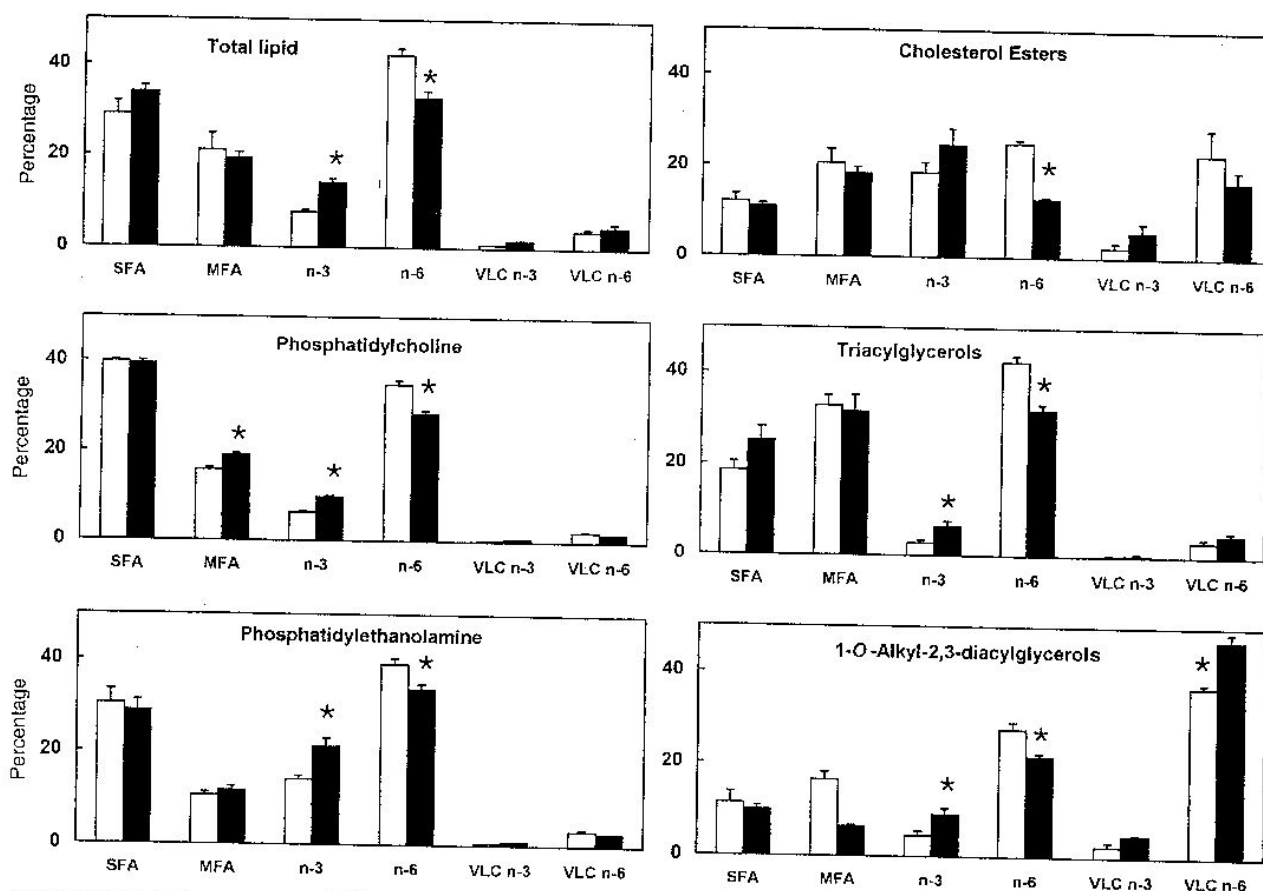 Total lipid
Percentage
40
20
0
*
*
SFA MFA n-3 n-6 VLC n-3 VLC n-6
Cholesterol Esters
40
20
0
*
SFA MFA n-3 n-6 VLC n-3 VLC n-6
Phosphatidylcholine
Percentage
40
20
0
*
*
*
SFA MFA n-3 n-6 VLC n-3 VLC n-6
Triacylglycerols
40
20
0
*
*
SFA MFA n-3 n-6 VLC n-3 VLC n-6
Phosphatidylethanolamine
Percentage
40
20
0
*
*
SFA MFA n-3 n-6 VLC n-3 VLC n-6
1-O-Alkyl-2,3-diacylglycerols
40
20
0
*
*
*
SFA MFA n-3 n-6 VLC n-3 VLC n-6